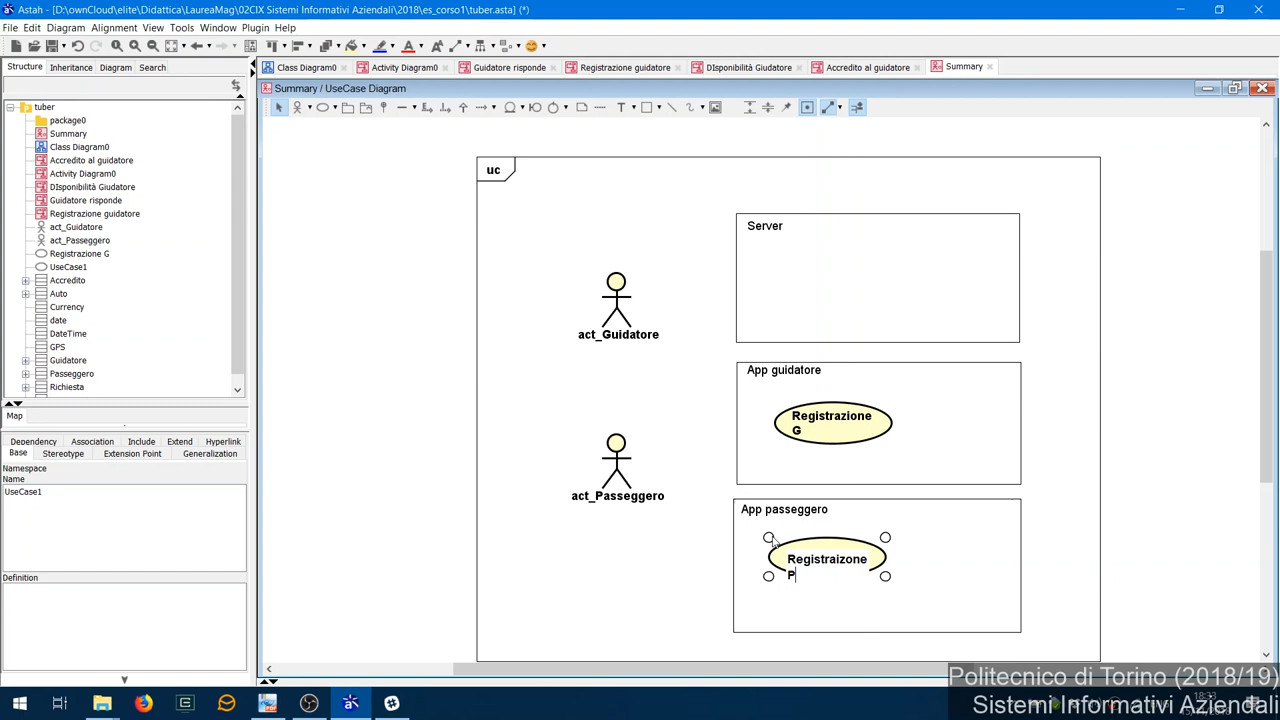 Astah - [D:\ownCloud\elite\Didattica\LaureaMag\02CIX Sistemi Informativi Aziendali\2018\es_corso1\tuber.asta] (*)
File Edit Diagram Alignment View Tools Window Plugin Help
Structure Inheritance Diagram Search
Class Diagram0 Activity Diagram0 Guidatore risponde Registrazione guidatore DIsponibilità Giudatore Accredito al guidatore Summary
Summary / UseCase Diagram
tuber
package0
Summary
Class Diagram0
Accredito al guidatore
Activity Diagram0
DIsponibilità Giudatore
Guidatore risponde
Registrazione guidatore
act_Guidatore
act_Passeggero
Registrazione G
UseCase1
Accredito
Auto
Currency
date
DateTime
GPS
Guidatore
Passeggero
Richiesta
Map
Dependency Association Include Extend Hyperlink
Base Stereotype Extension Point Generalization
Namespace
Name
UseCase1
Definition
uc
Server
act_Guidatore
App guidatore
Registrazione
G
act_Passeggero
App passeggero
Registraizone
P
Politecnico di Torino (2018/19)
Sistemi Informativi Aziendali
18:33